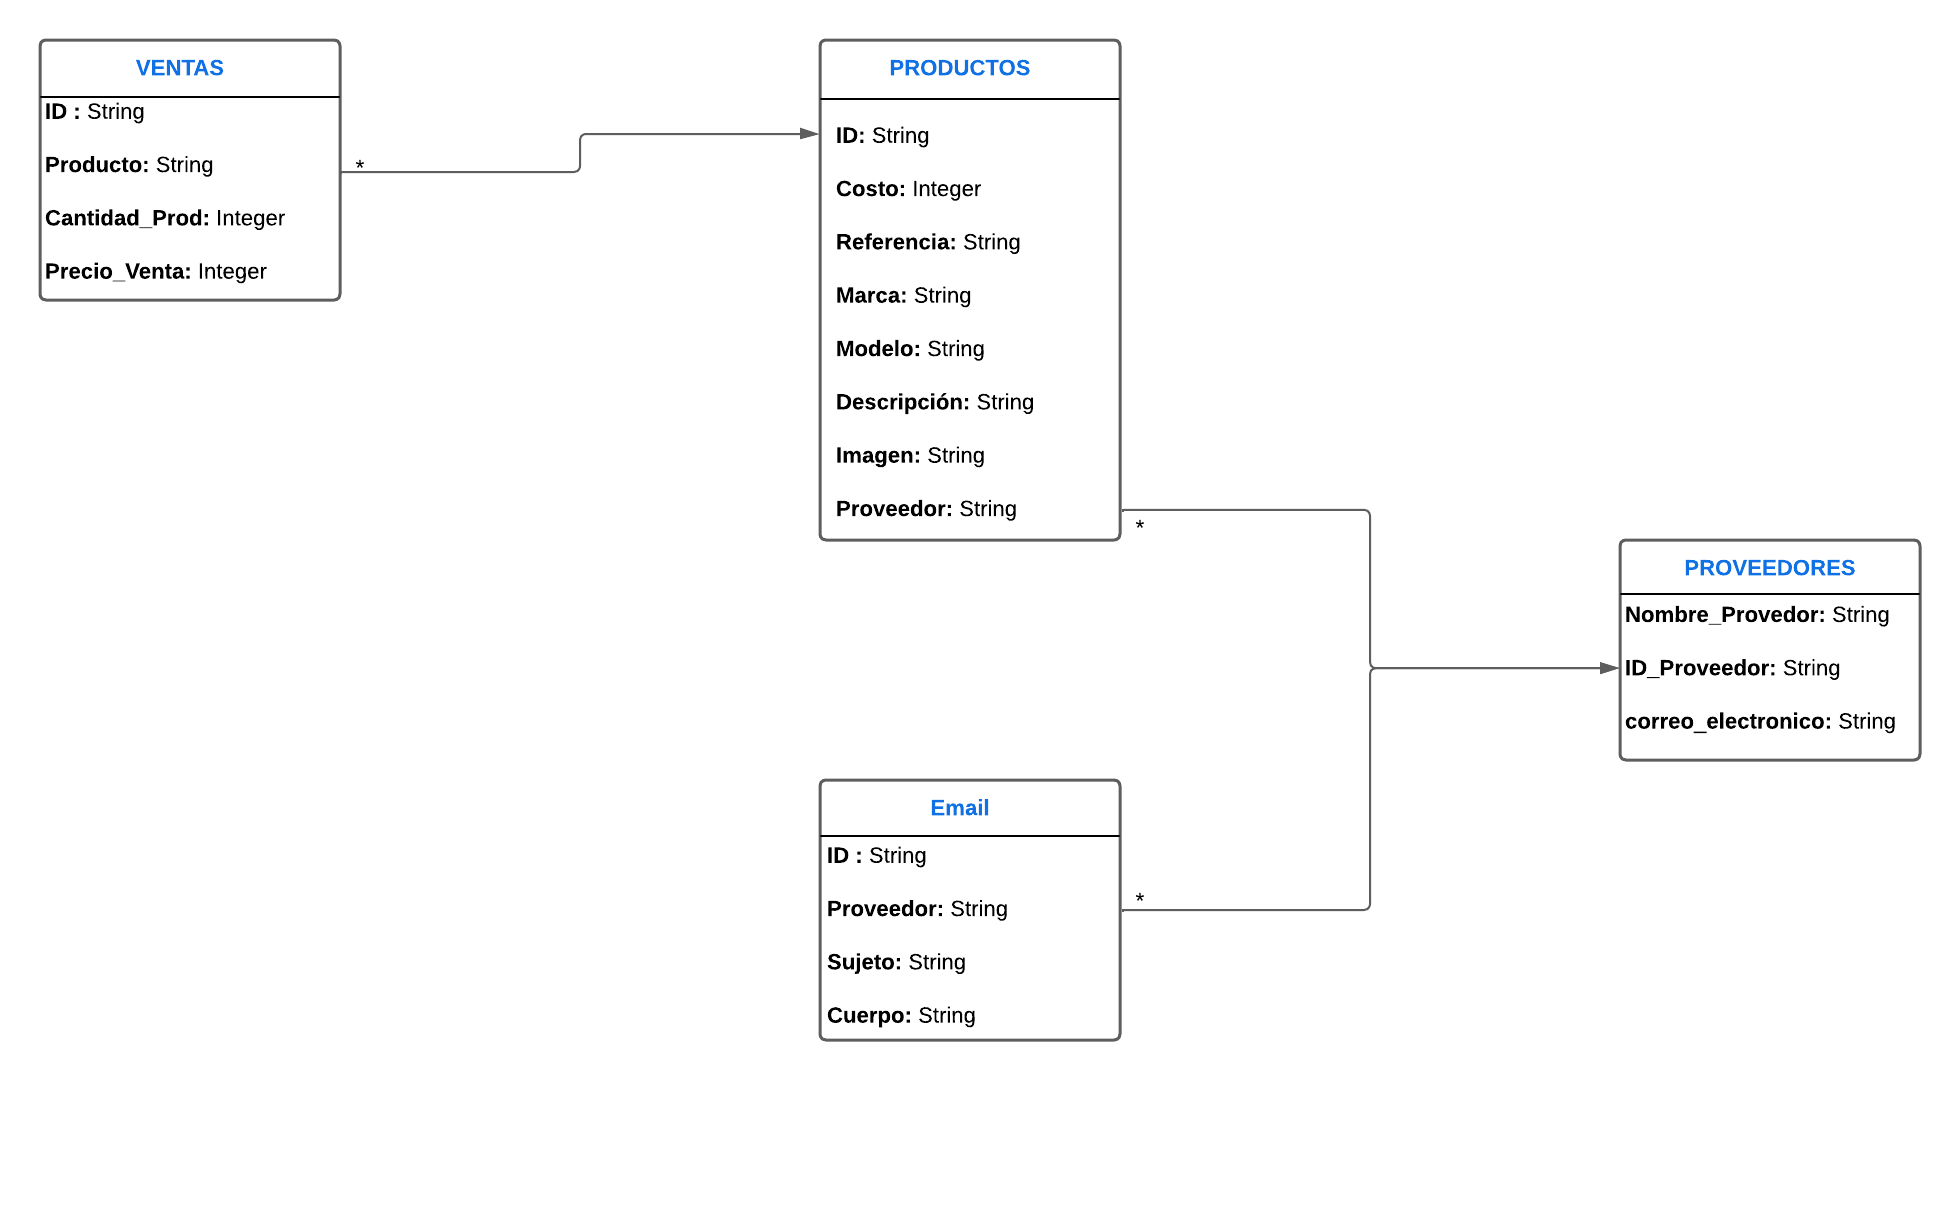 VENTAS
ID : String
Producto: String
*
Cantidad_Prod: Integer
Precio_Venta: Integer
PRODUCTOS
ID: String
Costo: Integer
Referencia: String
Marca: String
Modelo: String
Descripción: String
Imagen: String
Proveedor: String
*
PROVEEDORES
Nombre_Provedor: String
ID_Proveedor: String
correo_electronico: String
Email
ID : String
Proveedor: String
*
Sujeto: String
Cuerpo: String